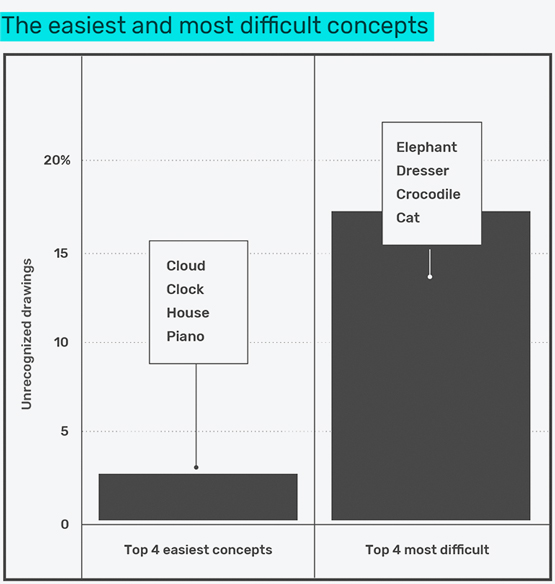 The easiest and most difficult concepts
20%
15
10
5
0
Unrecognized drawings
Cloud
Clock
House
Piano
Elephant
Dresser
Crocodile
Cat
Top 4 easiest concepts
Top 4 most difficult